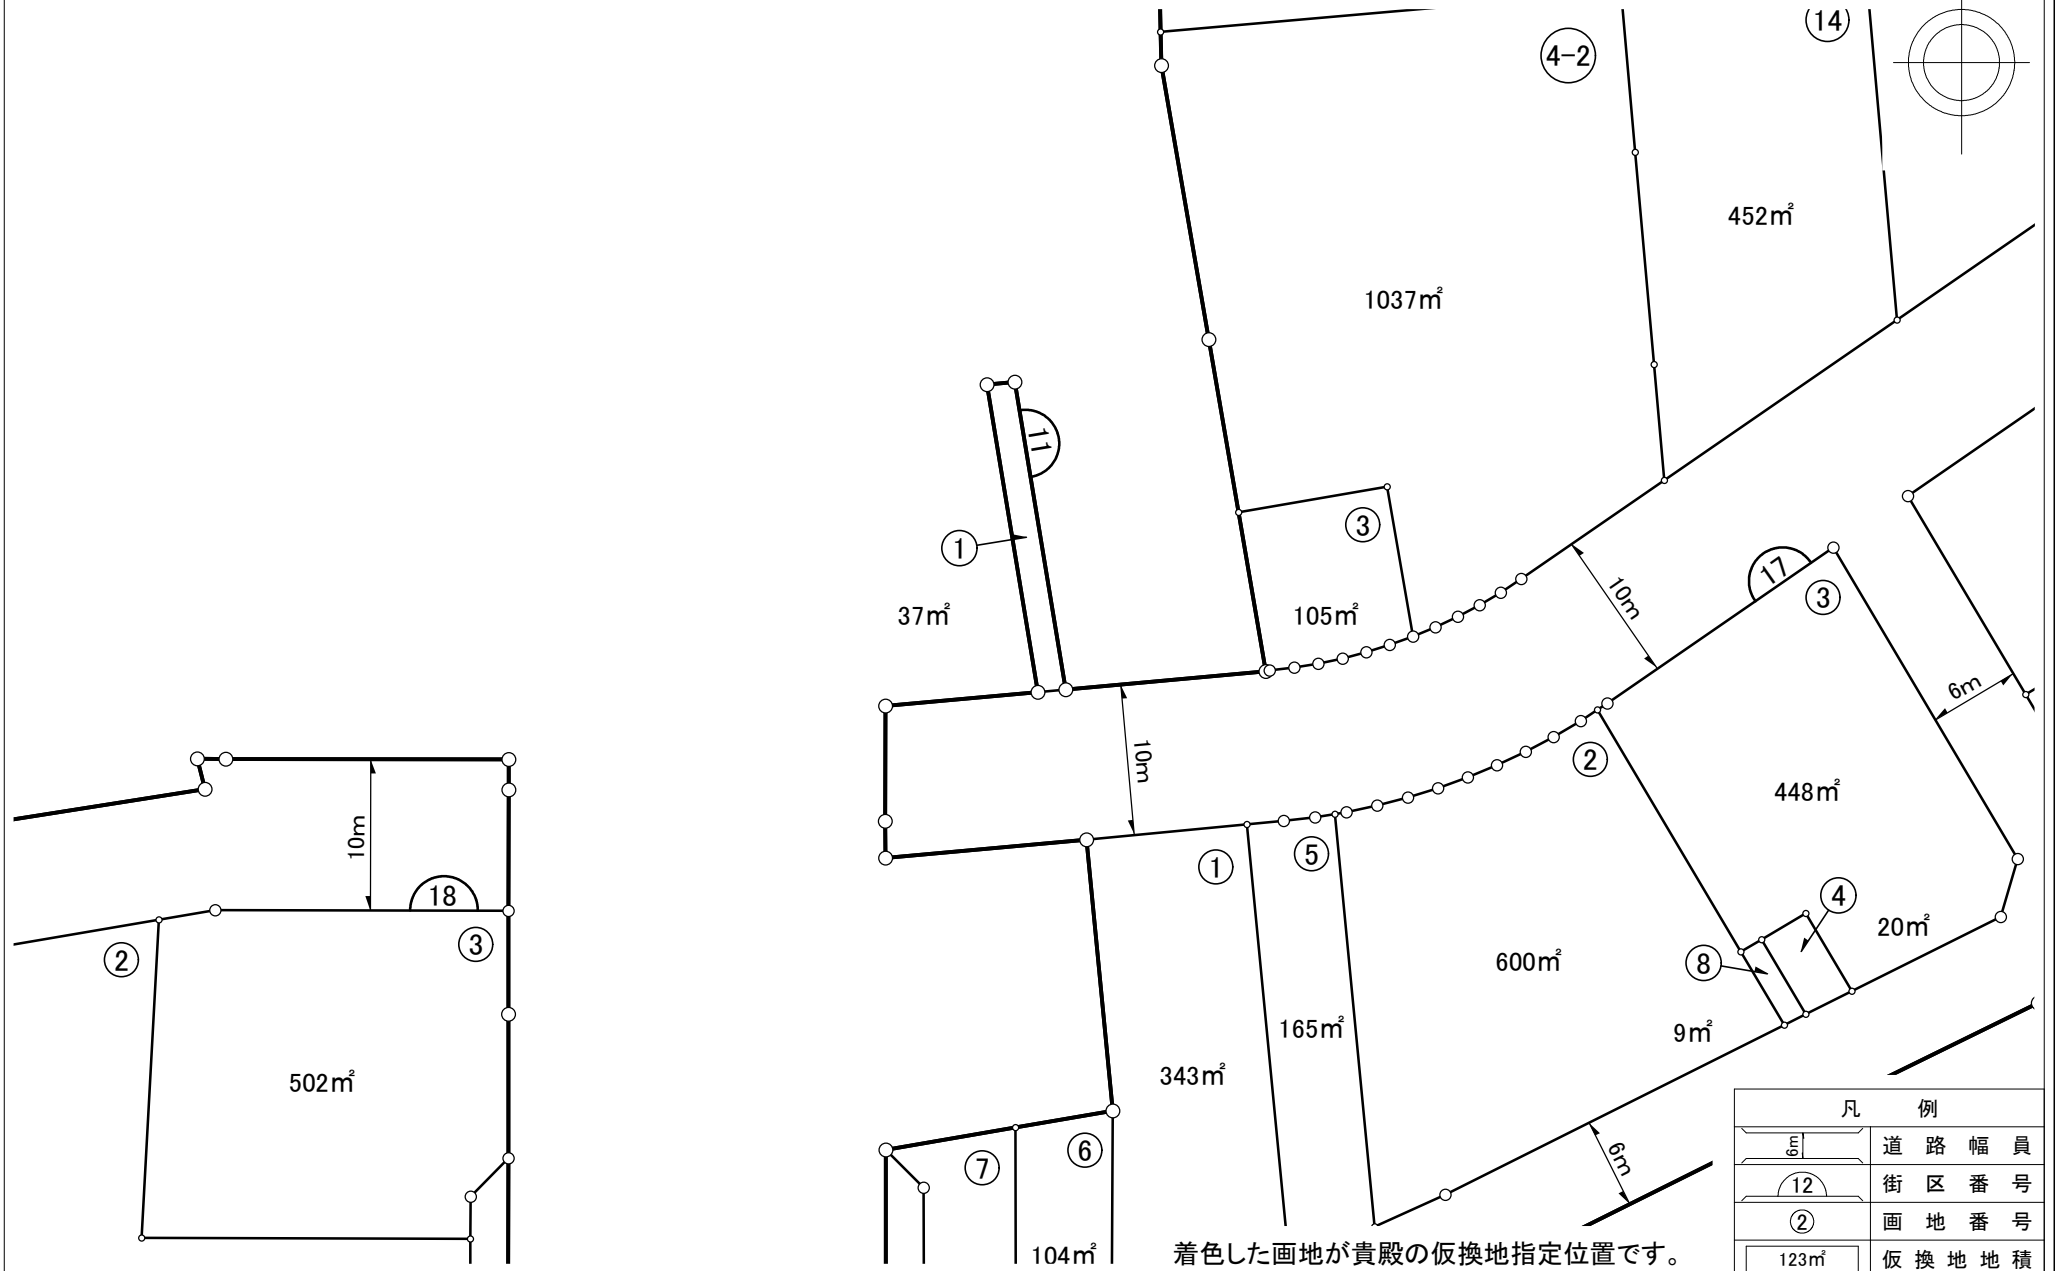 14
4-2
452㎡
1037㎡
11
③
①
17
③
10m
37㎡
105㎡
6m
10m
②
448㎡
10m
⑤
①
18
④
20㎡
③
②
600㎡
⑧
165㎡
9㎡
343㎡
502㎡
⑥
⑦
6m
104㎡
着色した画地が貴殿の仮換地指定位置です。
凡 例
6m 道路幅員
12 街区番号
② 画地番号
123㎡ 仮換地地積